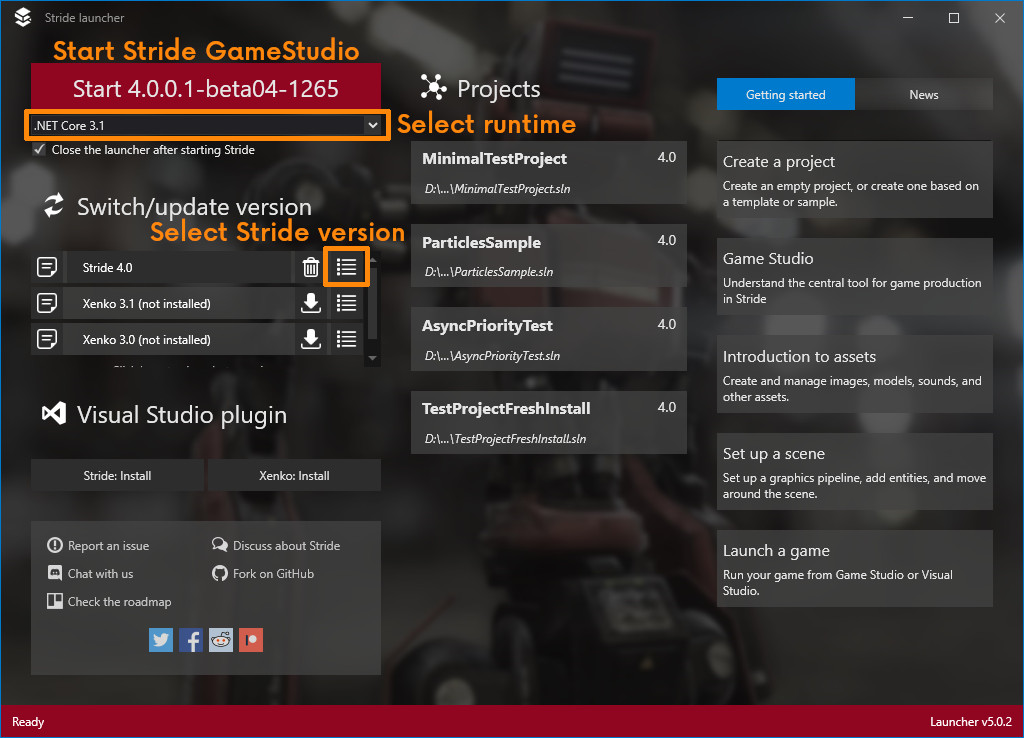 Stride launcher
Start Stride GameStudio
Start 4.0.0.1-beta04-1265
.NET Core 3.1
Select runtime
Close the launcher after starting Stride
Switch/update version
Select Stride version
Stride 4.0
Xenko 3.1 (not installed)
Xenko 3.0 (not installed)
Visual Studio plugin
Stride: Install
Xenko: Install
Report an issue
Discuss about Stride
Chat with us
Fork on GitHub
Check the roadmap
Projects
MinimalTestProject
4.0
D:\...\MinimalTestProject.sln
ParticlesSample
4.0
D:\...\ParticlesSample.sln
AsyncPriorityTest
4.0
D:\...\AsyncPriorityTest.sln
TestProjectFreshInstall
4.0
D:\...\TestProjectFreshInstall.sln
Getting started
News
Create a project
Create an empty project, or create one based on
a template or sample.
Game Studio
Understand the central tool for game production
in Stride
Introduction to assets
Create and manage images, models, sounds, and
other assets.
Set up a scene
Set up a graphics pipeline, add entities, and move
around the scene.
Launch a game
Run your game from Game Studio or Visual
Studio.
Ready
Launcher v5.0.2